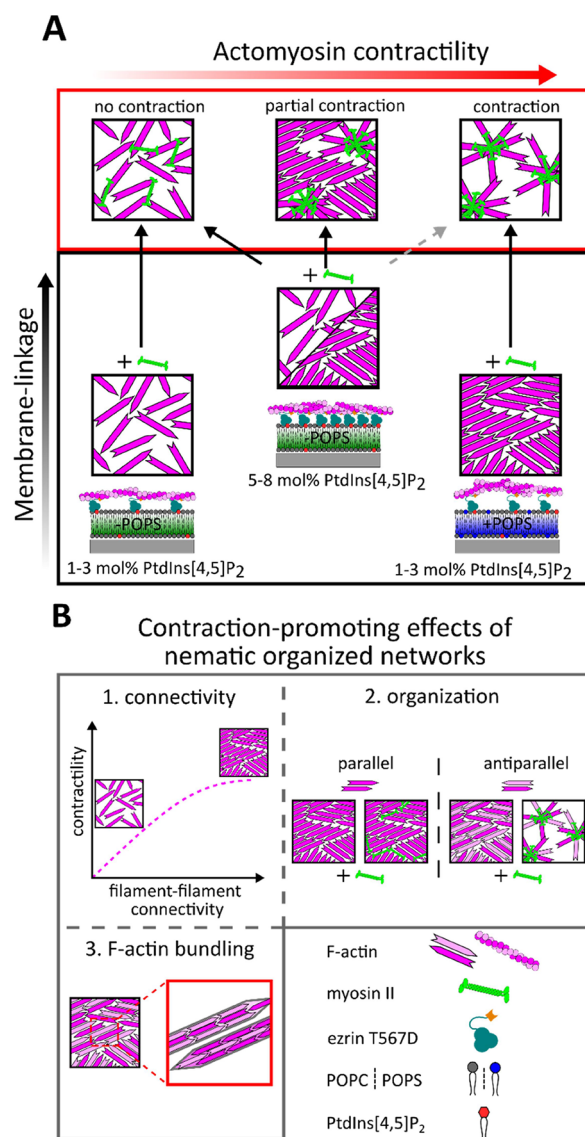 A
Actomyosin contractility
no contraction
partial contraction
contraction
Membrane-linkage
+
+
+
-POPS
5-8 mol% PtdIns[4,5]P₂
-POPS
+POPS
1-3 mol% PtdIns[4,5]P₂
1-3 mol% PtdIns[4,5]P₂
B
Contraction-promoting effects of
nematic organized networks
1. connectivity
contractility
filament-filament
connectivity
2. organization
parallel
antiparallel
+
+
3. F-actin bundling
F-actin
myosin II
ezrin T567D
POPC | POPS
PtdIns[4,5]P₂